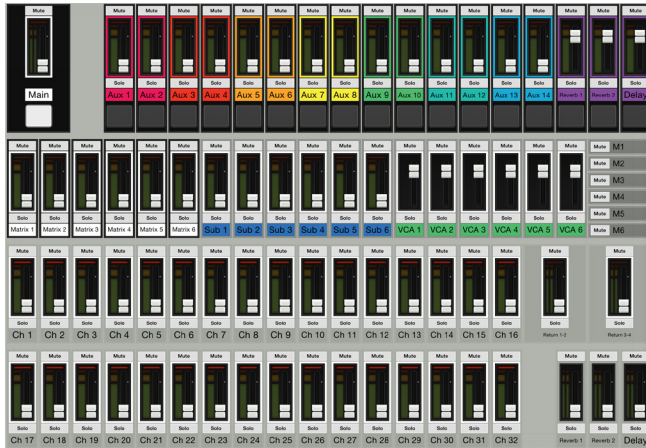 Mute Mute Mute Mute Mute Mute Mute Mute Mute Mute Mute Mute Mute Mute Mute Mute Mute Mute
Solo Solo Solo Solo Solo Solo Solo Solo Solo Solo Solo Solo Solo Solo Solo Solo Solo
Main Aux 1 Aux 2 Aux 3 Aux 4 Aux 5 Aux 6 Aux 7 Aux 8 Aux 9 Aux 10 Aux 11 Aux 12 Aux 13 Aux 14 Reverb 1 Reverb 2 Delay
Mute Mute Mute Mute Mute Mute Mute Mute Mute Mute Mute Mute Mute Mute Mute Mute Mute Mute Mute M1
Mute M2
Mute M3
Mute M4
Solo Solo Solo Solo Solo Solo Solo Solo Solo Solo Solo Solo Solo Solo Solo Solo Solo Solo Mute M5
Matrix 1 Matrix 2 Matrix 3 Matrix 4 Matrix 5 Matrix 6 Sub 1 Sub 2 Sub 3 Sub 4 Sub 5 Sub 6 VCA 1 VCA 2 VCA 3 VCA 4 VCA 5 VCA 6 Mute M6
Mute Mute Mute Mute Mute Mute Mute Mute Mute Mute Mute Mute Mute Mute Mute Mute Mute Mute
Solo Solo Solo Solo Solo Solo Solo Solo Solo Solo Solo Solo Solo Solo Solo Solo Solo Solo
Ch 1 Ch 2 Ch 3 Ch 4 Ch 5 Ch 6 Ch 7 Ch 8 Ch 9 Ch 10 Ch 11 Ch 12 Ch 13 Ch 14 Ch 15 Ch 16 Return 1-2 Return 3-4
Mute Mute Mute Mute Mute Mute Mute Mute Mute Mute Mute Mute Mute Mute Mute Mute Mute Mute Mute
Solo Solo Solo Solo Solo Solo Solo Solo Solo Solo Solo Solo Solo Solo Solo Solo Solo Solo Solo
Ch 17 Ch 18 Ch 19 Ch 20 Ch 21 Ch 22 Ch 23 Ch 24 Ch 25 Ch 26 Ch 27 Ch 28 Ch 29 Ch 30 Ch 31 Ch 32 Reverb 1 Reverb 2 Delay